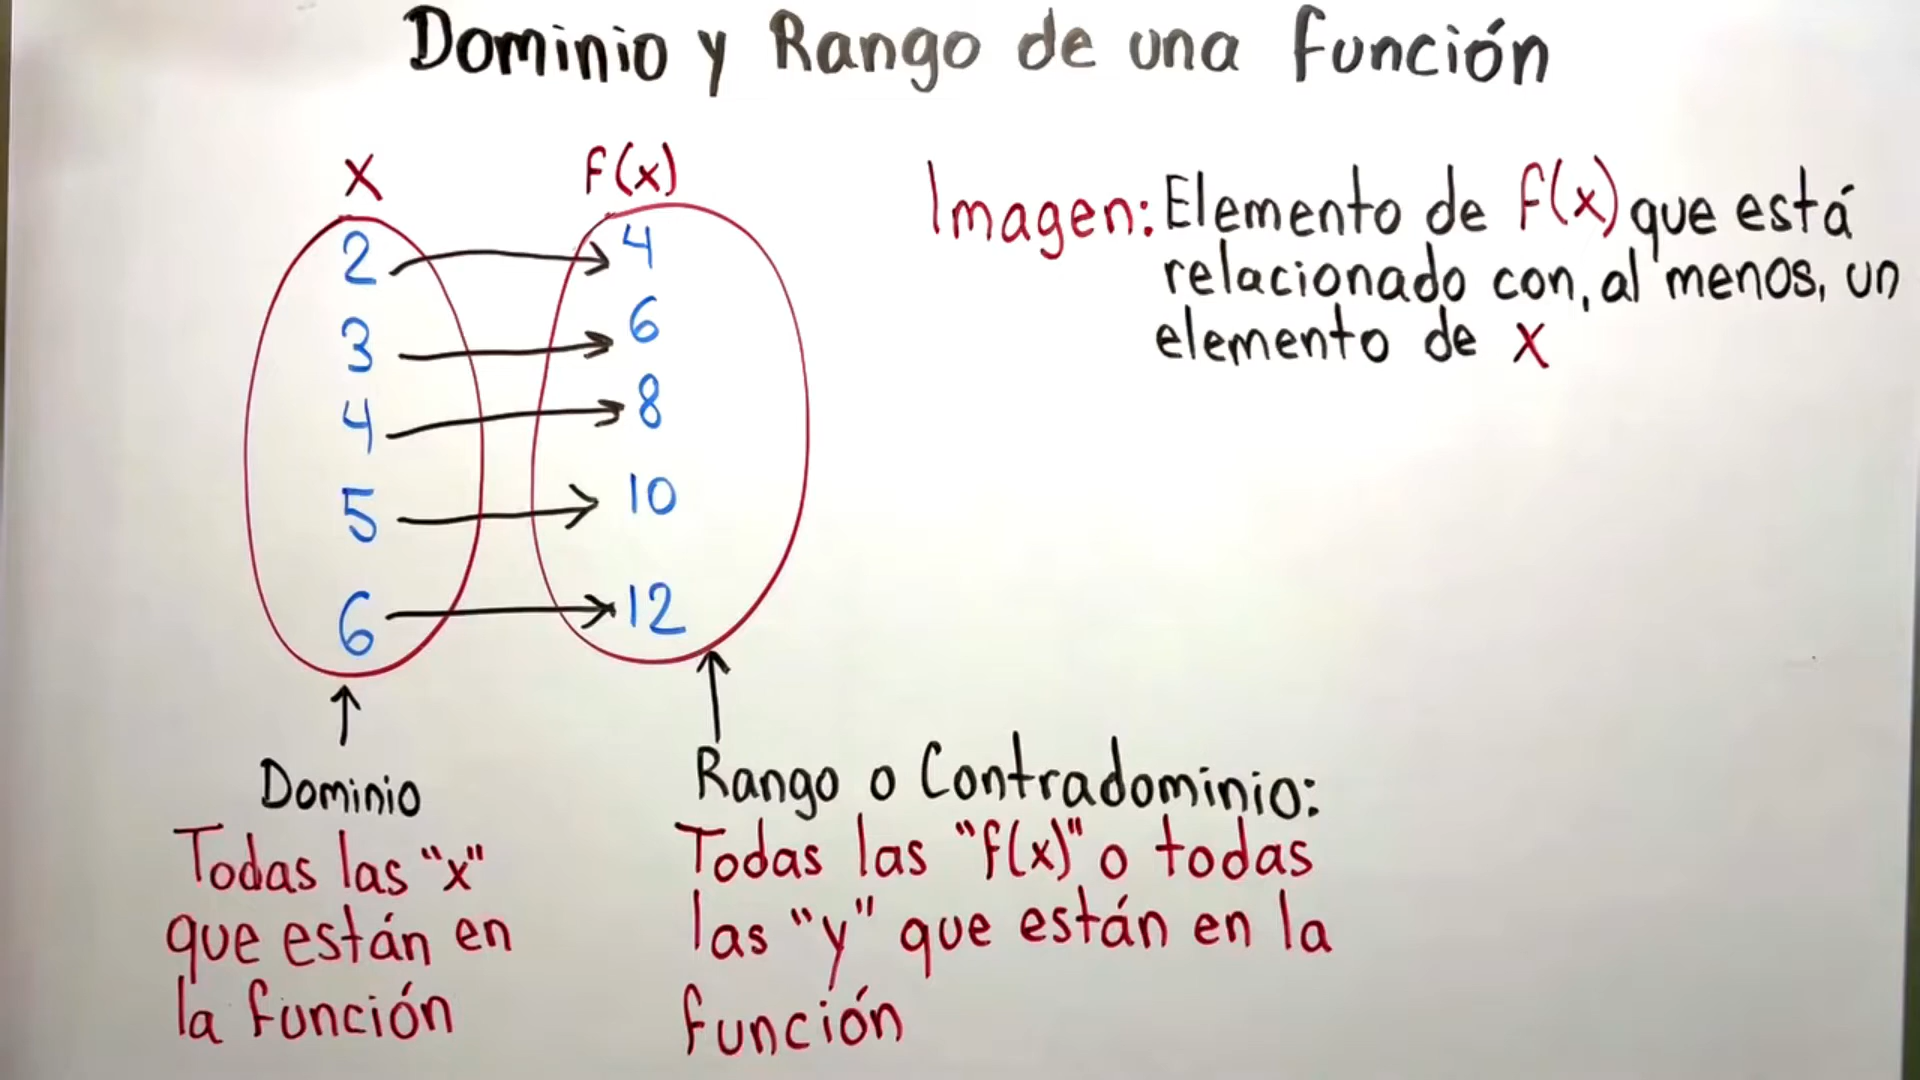 Dominio y Rango de una función
x
f(x)
2
4
3
6
4
8
5
10
6
12
Imagen: Elemento de f(x) que está
relacionado con, al menos, un
elemento de x
Dominio
Todas las "x"
que están en
la función
Rango o Contradominio:
Todas las "f(x)" o todas
las "y" que están en la
función